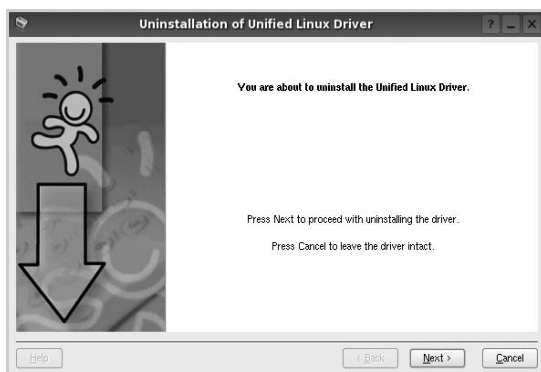 Uninstallation of Unified Linux Driver
? _ X
You are about to uninstall the Unified Linux Driver.
Press Next to proceed with uninstalling the driver.
Press Cancel to leave the driver intact.
Help
< Back
Next >
Cancel